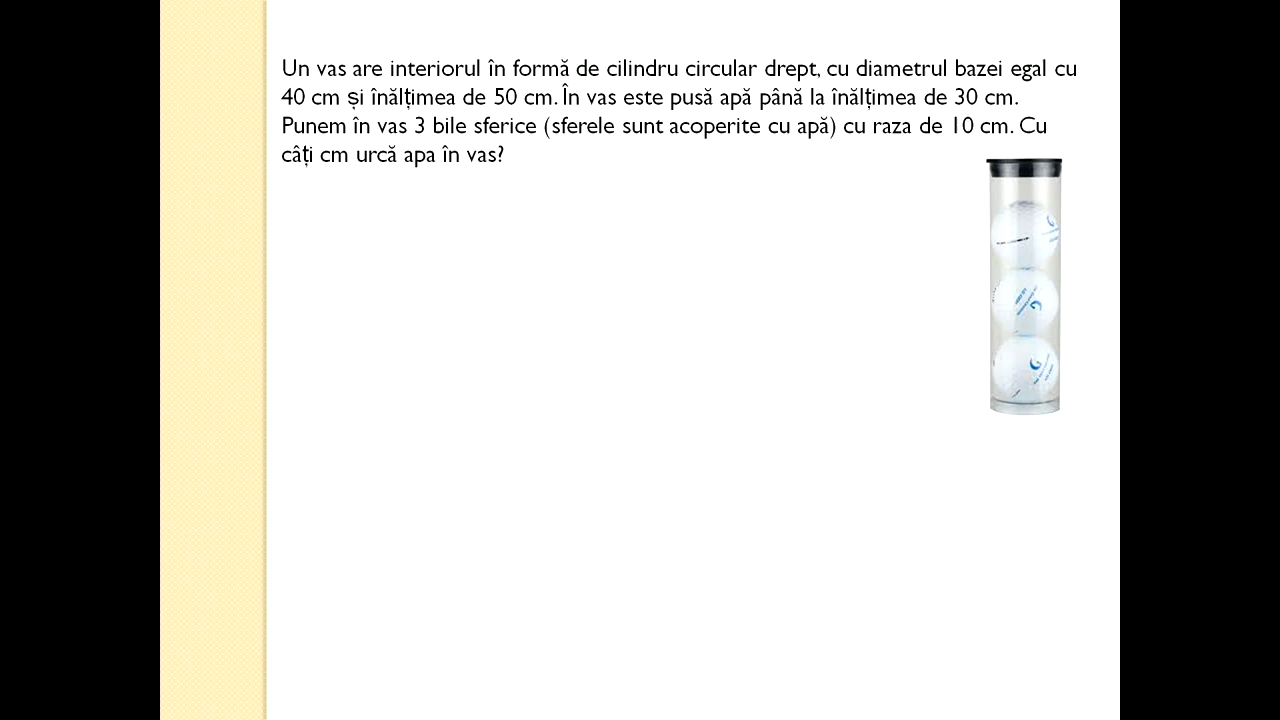 Un vas are interiorul în formă de cilindru circular drept, cu diametrul bazei egal cu
40 cm și înălțimea de 50 cm. În vas este pusă apă până la înălțimea de 30 cm.
Punem în vas 3 bile sferice (sferele sunt acoperite cu apă) cu raza de 10 cm. Cu
câți cm urcă apa în vas?